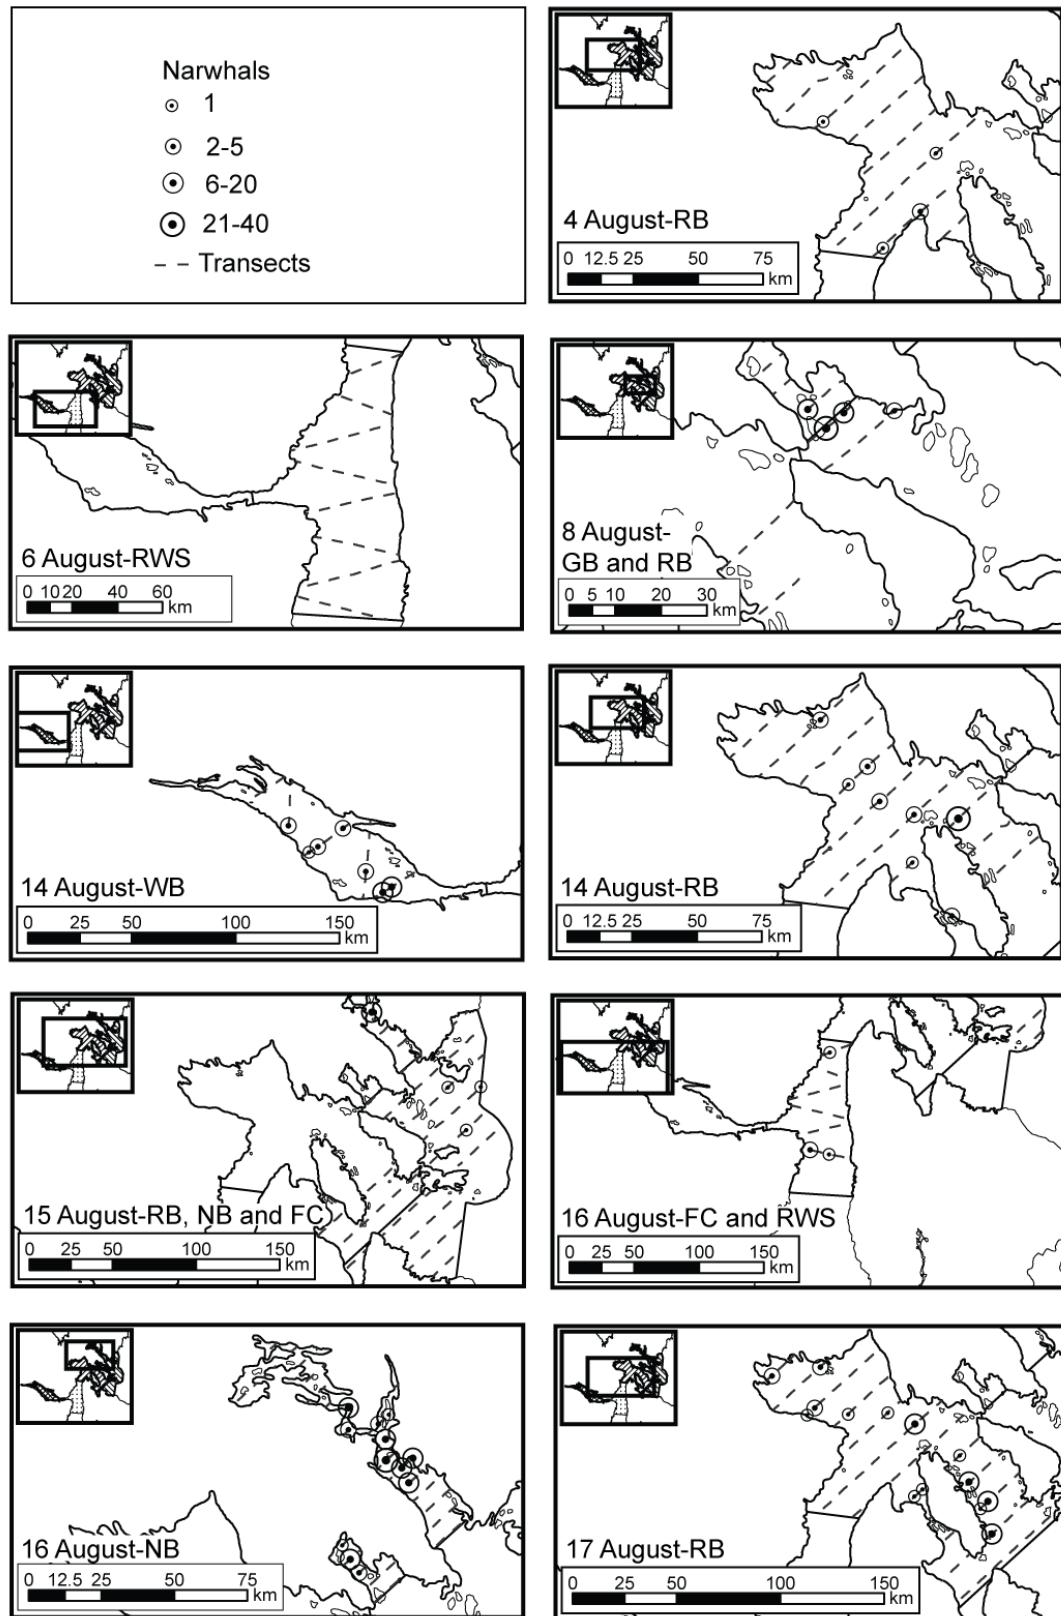 Narwhals
1
2-5
6-20
21-40
Transects
4 August-RB
0 12.5 25 50 75
km
6 August-RWS
0 10 20 40 60
km
8 August-
GB and RB
0 5 10 20 30
km
14 August-WB
0 50 100 150
km
14 August-RB
0 12.5 25 50 75
km
15 August-RB, NB and FC
0 25 50 100 150
km
16 August-FC and RWS
0 25 50 100 150
km
16 August-NB
0 12.5 25 50 75
km
17 August-RB
0 25 50 100 150
km